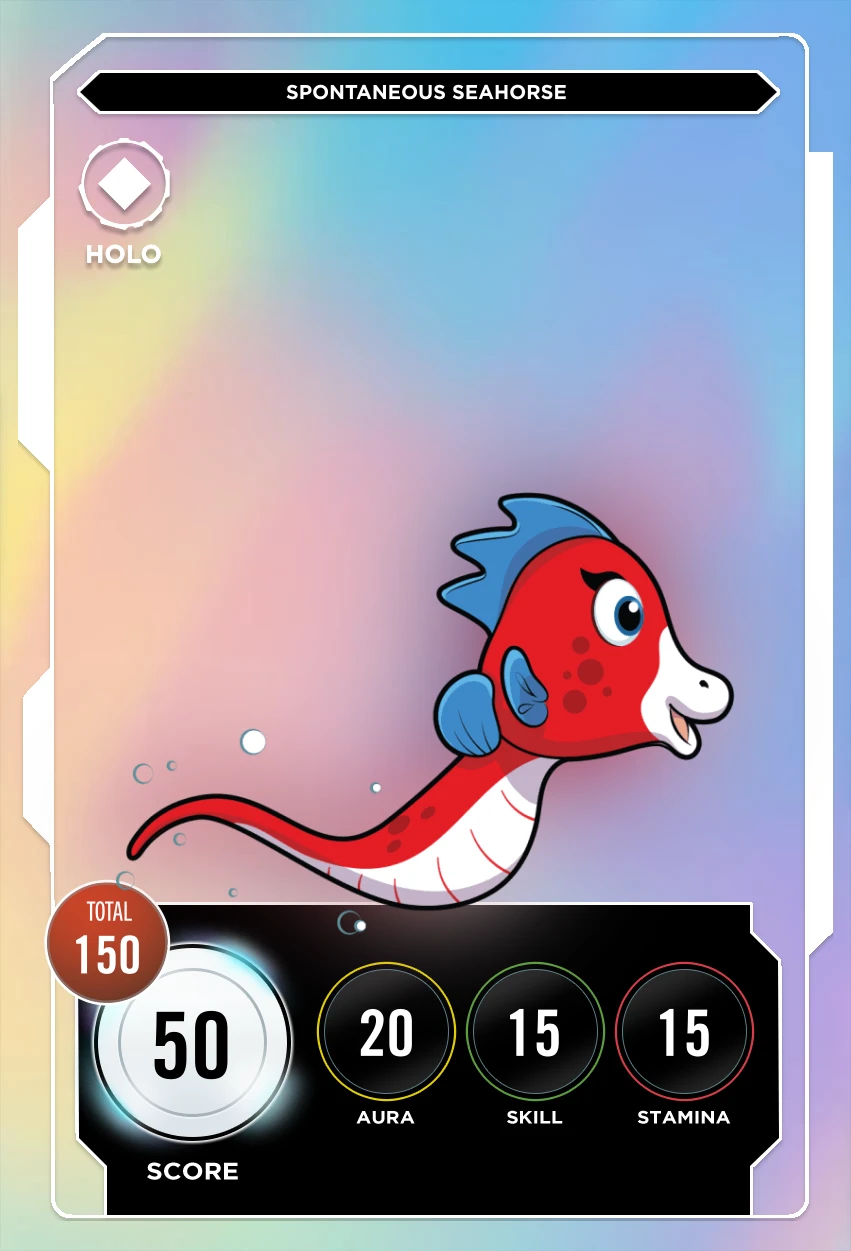 SPONTANEOUS SEAHORSE
HOLO
TOTAL
150
50
SCORE
20
AURA
15
SKILL
15
STAMINA